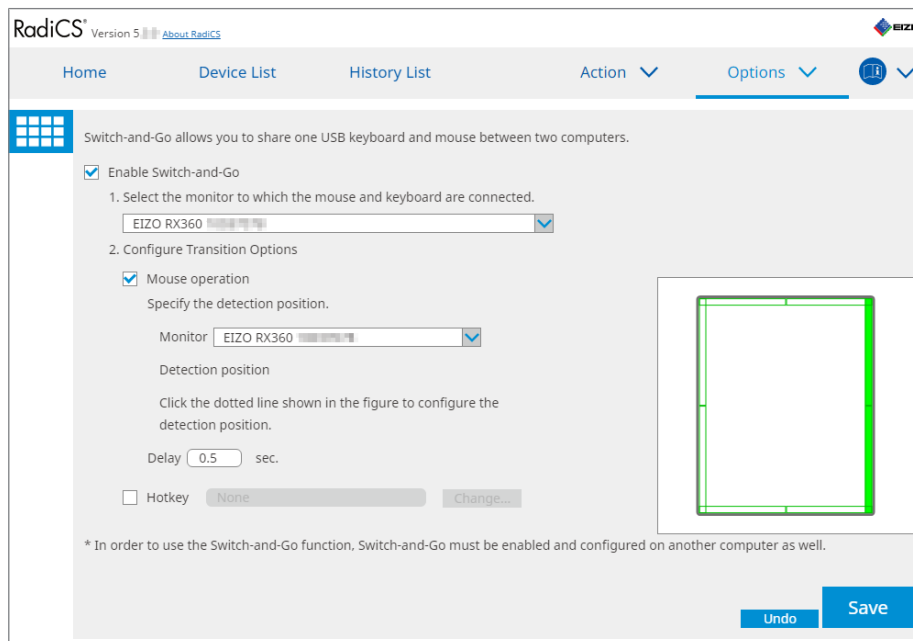 RadiCS® Version 5. About RadiCS
EIZ
Home Device List History List Action Options
Switch-and-Go allows you to share one USB keyboard and mouse between two computers.
Enable Switch-and-Go
1. Select the monitor to which the mouse and keyboard are connected.
EIZO RX360
2. Configure Transition Options
Mouse operation
Specify the detection position.
Monitor EIZO RX360
Detection position
Click the dotted line shown in the figure to configure the
detection position.
Delay 0.5 sec.
Hotkey None Change...
* In order to use the Switch-and-Go function, Switch-and-Go must be enabled and configured on another computer as well.
Undo Save